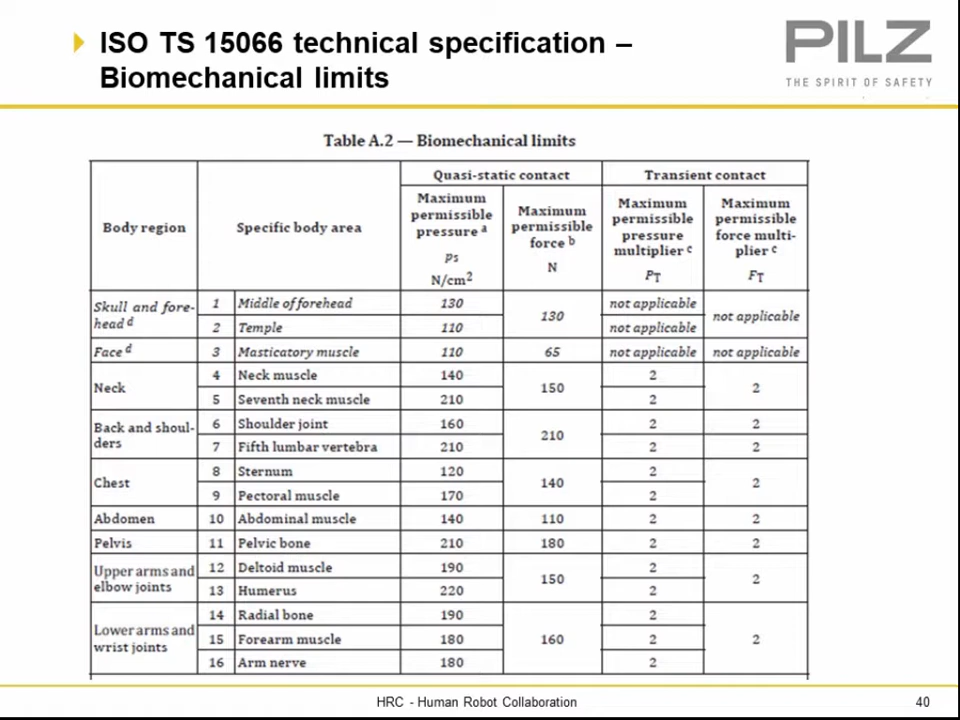 ISO TS 15066 technical specification –
Biomechanical limits
PILZ
THE SPIRIT OF SAFETY
Table A.2 — Biomechanical limits
Body region
Specific body area
Quasi-static contact
Transient contact
Maximum
permissible
pressure a
ps
N/cm2
Maximum
permissible
force b
N
Maximum
permissible
pressure
multiplier c
PT
Maximum
permissible
force multi-
plier c
FT
Skull and fore-
head d
1 Middle of forehead 130 130 not applicable not applicable
2 Temple 110 not applicable
Face d 3 Masticatory muscle 110 65 not applicable not applicable
Neck
4 Neck muscle 140 150 2 2
5 Seventh neck muscle 210 2
Back and shoul-
ders
6 Shoulder joint 160 210 2 2
7 Fifth lumbar vertebra 210 2 2
Chest
8 Sternum 120 140 2 2
9 Pectoral muscle 170 2
Abdomen 10 Abdominal muscle 140 110 2 2
Pelvis 11 Pelvic bone 210 180 2 2
Upper arms and
elbow joints
12 Deltoid muscle 190 150 2 2
13 Humerus 220 2
Lower arms and
wrist joints
14 Radial bone 190 160 2 2
15 Forearm muscle 180 2
16 Arm nerve 180 2
HRC - Human Robot Collaboration
40